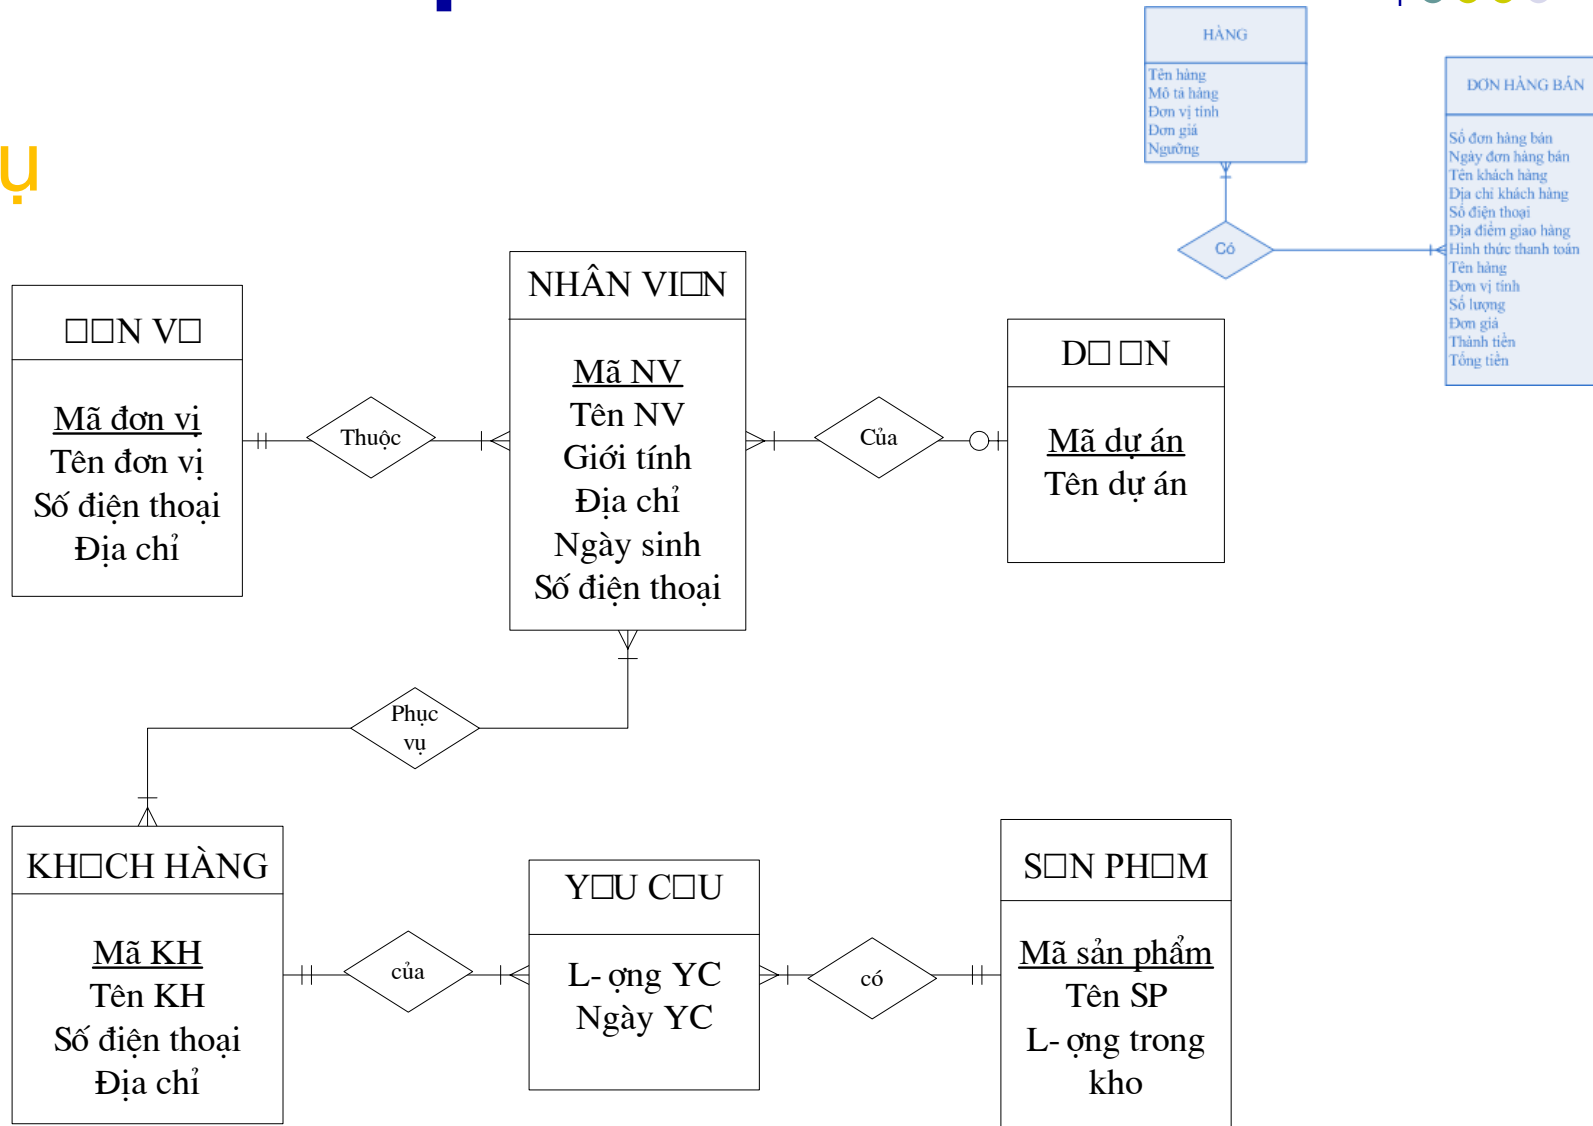 ụ
HÀNG
Tên hàng
Mô tả hàng
Đơn vị tính
Đơn giá
Ngưỡng
ĐƠN HÀNG BÁN
Số đơn hàng bán
Ngày đơn hàng bán
Tên khách hàng
Địa chỉ khách hàng
Số điện thoại
Địa điểm giao hàng
Hình thức thanh toán
Tên hàng
Đơn vị tính
Số lượng
Đơn giá
Thành tiền
Tổng tiền
Có
□□N V□
Mã đơn vị
Tên đơn vị
Số điện thoại
Địa chỉ
Thuộc
NHÂN VI□N
Mã NV
Tên NV
Giới tính
Địa chỉ
Ngày sinh
Số điện thoại
Của
D□ □N
Mã dự án
Tên dự án
Phục
vụ
KH□CH HÀNG
Mã KH
Tên KH
Số điện thoại
Địa chỉ
của
Y□U C□U
L- ợng YC
Ngày YC
có
S□N PH□M
Mã sản phẩm
Tên SP
L- ợng trong
kho